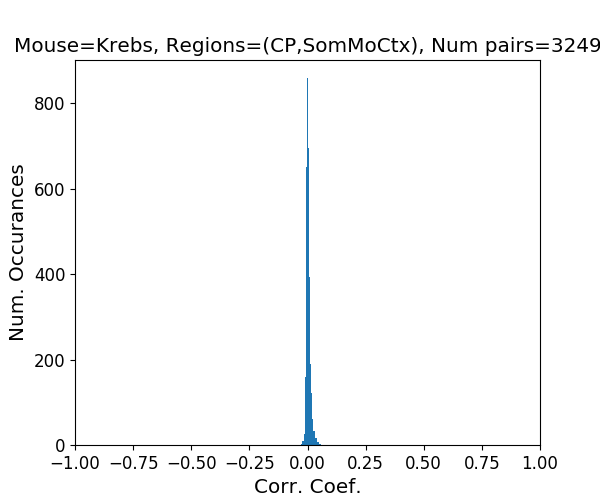 Mouse=Krebs, Regions=(CP,SomMoCtx), Num pairs=3249
800
600
400
200
0
Num. Occurances
−1.00 −0.75 −0.50 −0.25 0.00 0.25 0.50 0.75 1.00
Corr. Coef.